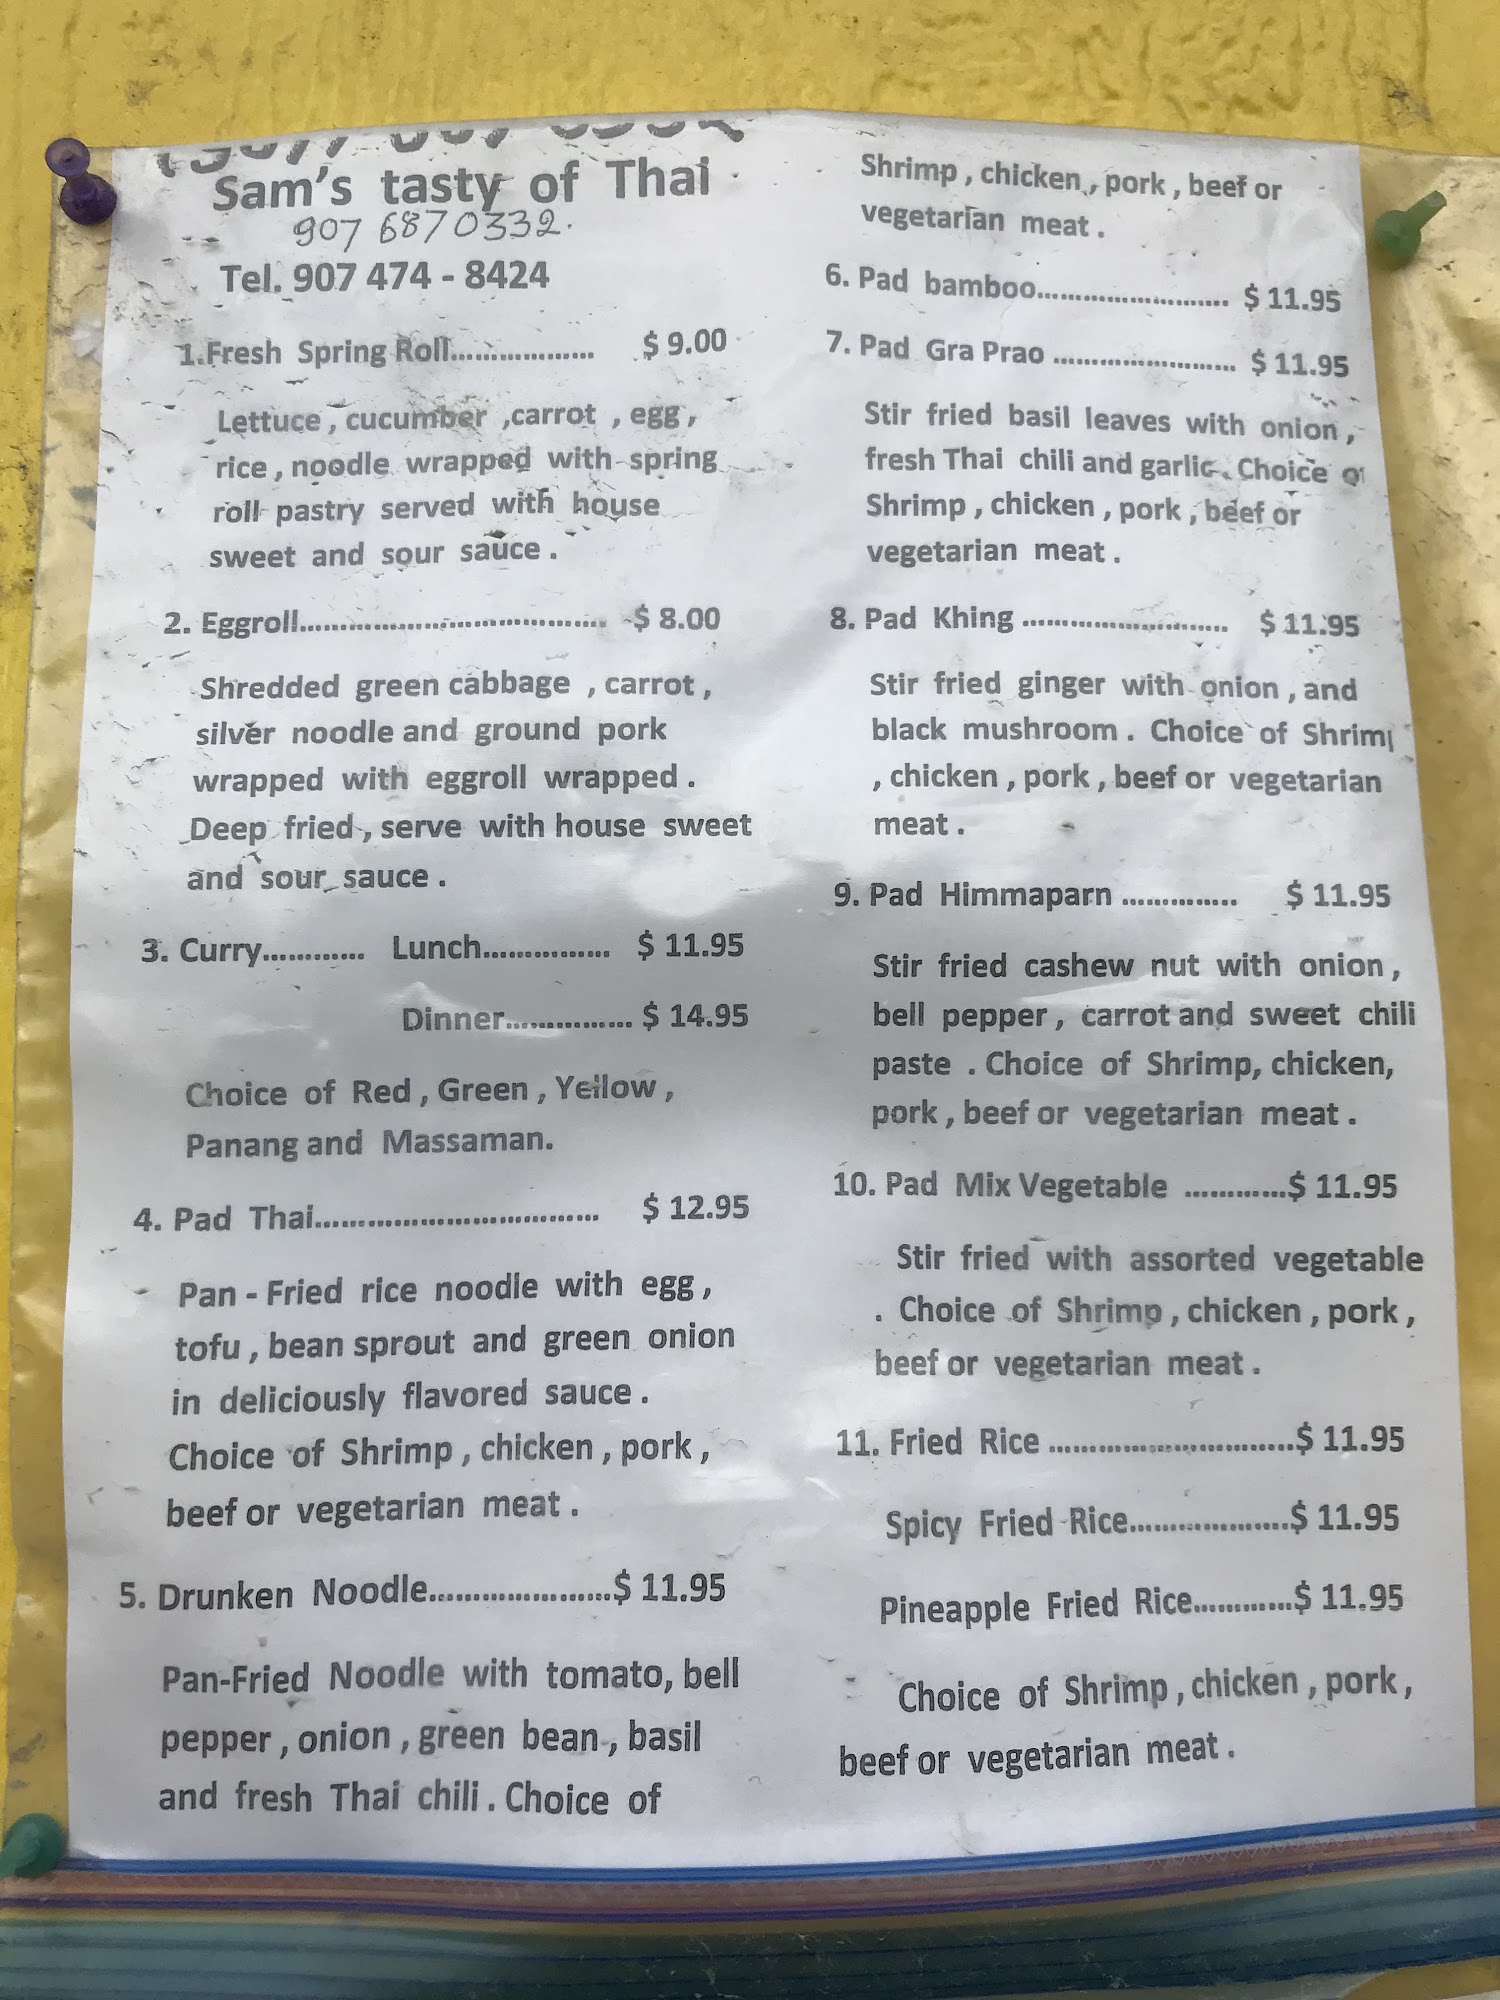 Sam's tasty of Thai
907 6870332.
Tel. 907 474 - 8424
1.Fresh Spring Roll................... $ 9.00
Lettuce , cucumber ,carrot , egg ,
rice , noodle wrapped with spring
roll pastry served with house
sweet and sour sauce .
2. Eggroll...................................... $ 8.00
Shredded green cabbage , carrot ,
silver noodle and ground pork
wrapped with eggroll wrapped .
Deep fried , serve with house sweet
and sour sauce .
3. Curry............ Lunch............... $ 11.95
Dinner............... $ 14.95
Choice of Red , Green , Yellow ,
Panang and Massaman.
4. Pad Thai.................................. $ 12.95
Pan - Fried rice noodle with egg ,
tofu , bean sprout and green onion
in deliciously flavored sauce .
Choice of Shrimp , chicken , pork ,
beef or vegetarian meat .
5. Drunken Noodle......................$ 11.95
Pan-Fried Noodle with tomato, bell
pepper , onion , green bean , basil
and fresh Thai chili . Choice of
Shrimp , chicken , pork , beef or
vegetarian meat .
6. Pad bamboo......................... $ 11.95
7. Pad Gra Prao ........................ $ 11.95
Stir fried basil leaves with onion ,
fresh Thai chili and garlic . Choice of
Shrimp , chicken , pork , beef or
vegetarian meat .
8. Pad Khing ........................... $ 11.95
Stir fried ginger with onion , and
black mushroom . Choice of Shrim
, chicken , pork , beef or vegetarian
meat .
9. Pad Himmaparn ............... $ 11.95
Stir fried cashew nut with onion ,
bell pepper , carrot and sweet chili
paste . Choice of Shrimp, chicken,
pork , beef or vegetarian meat .
10. Pad Mix Vegetable .............$ 11.95
Stir fried with assorted vegetable
. Choice of Shrimp , chicken , pork ,
beef or vegetarian meat .
11. Fried Rice ..............................$ 11.95
Spicy Fried Rice....................$ 11.95
Pineapple Fried Rice............$ 11.95
Choice of Shrimp , chicken , pork ,
beef or vegetarian meat .